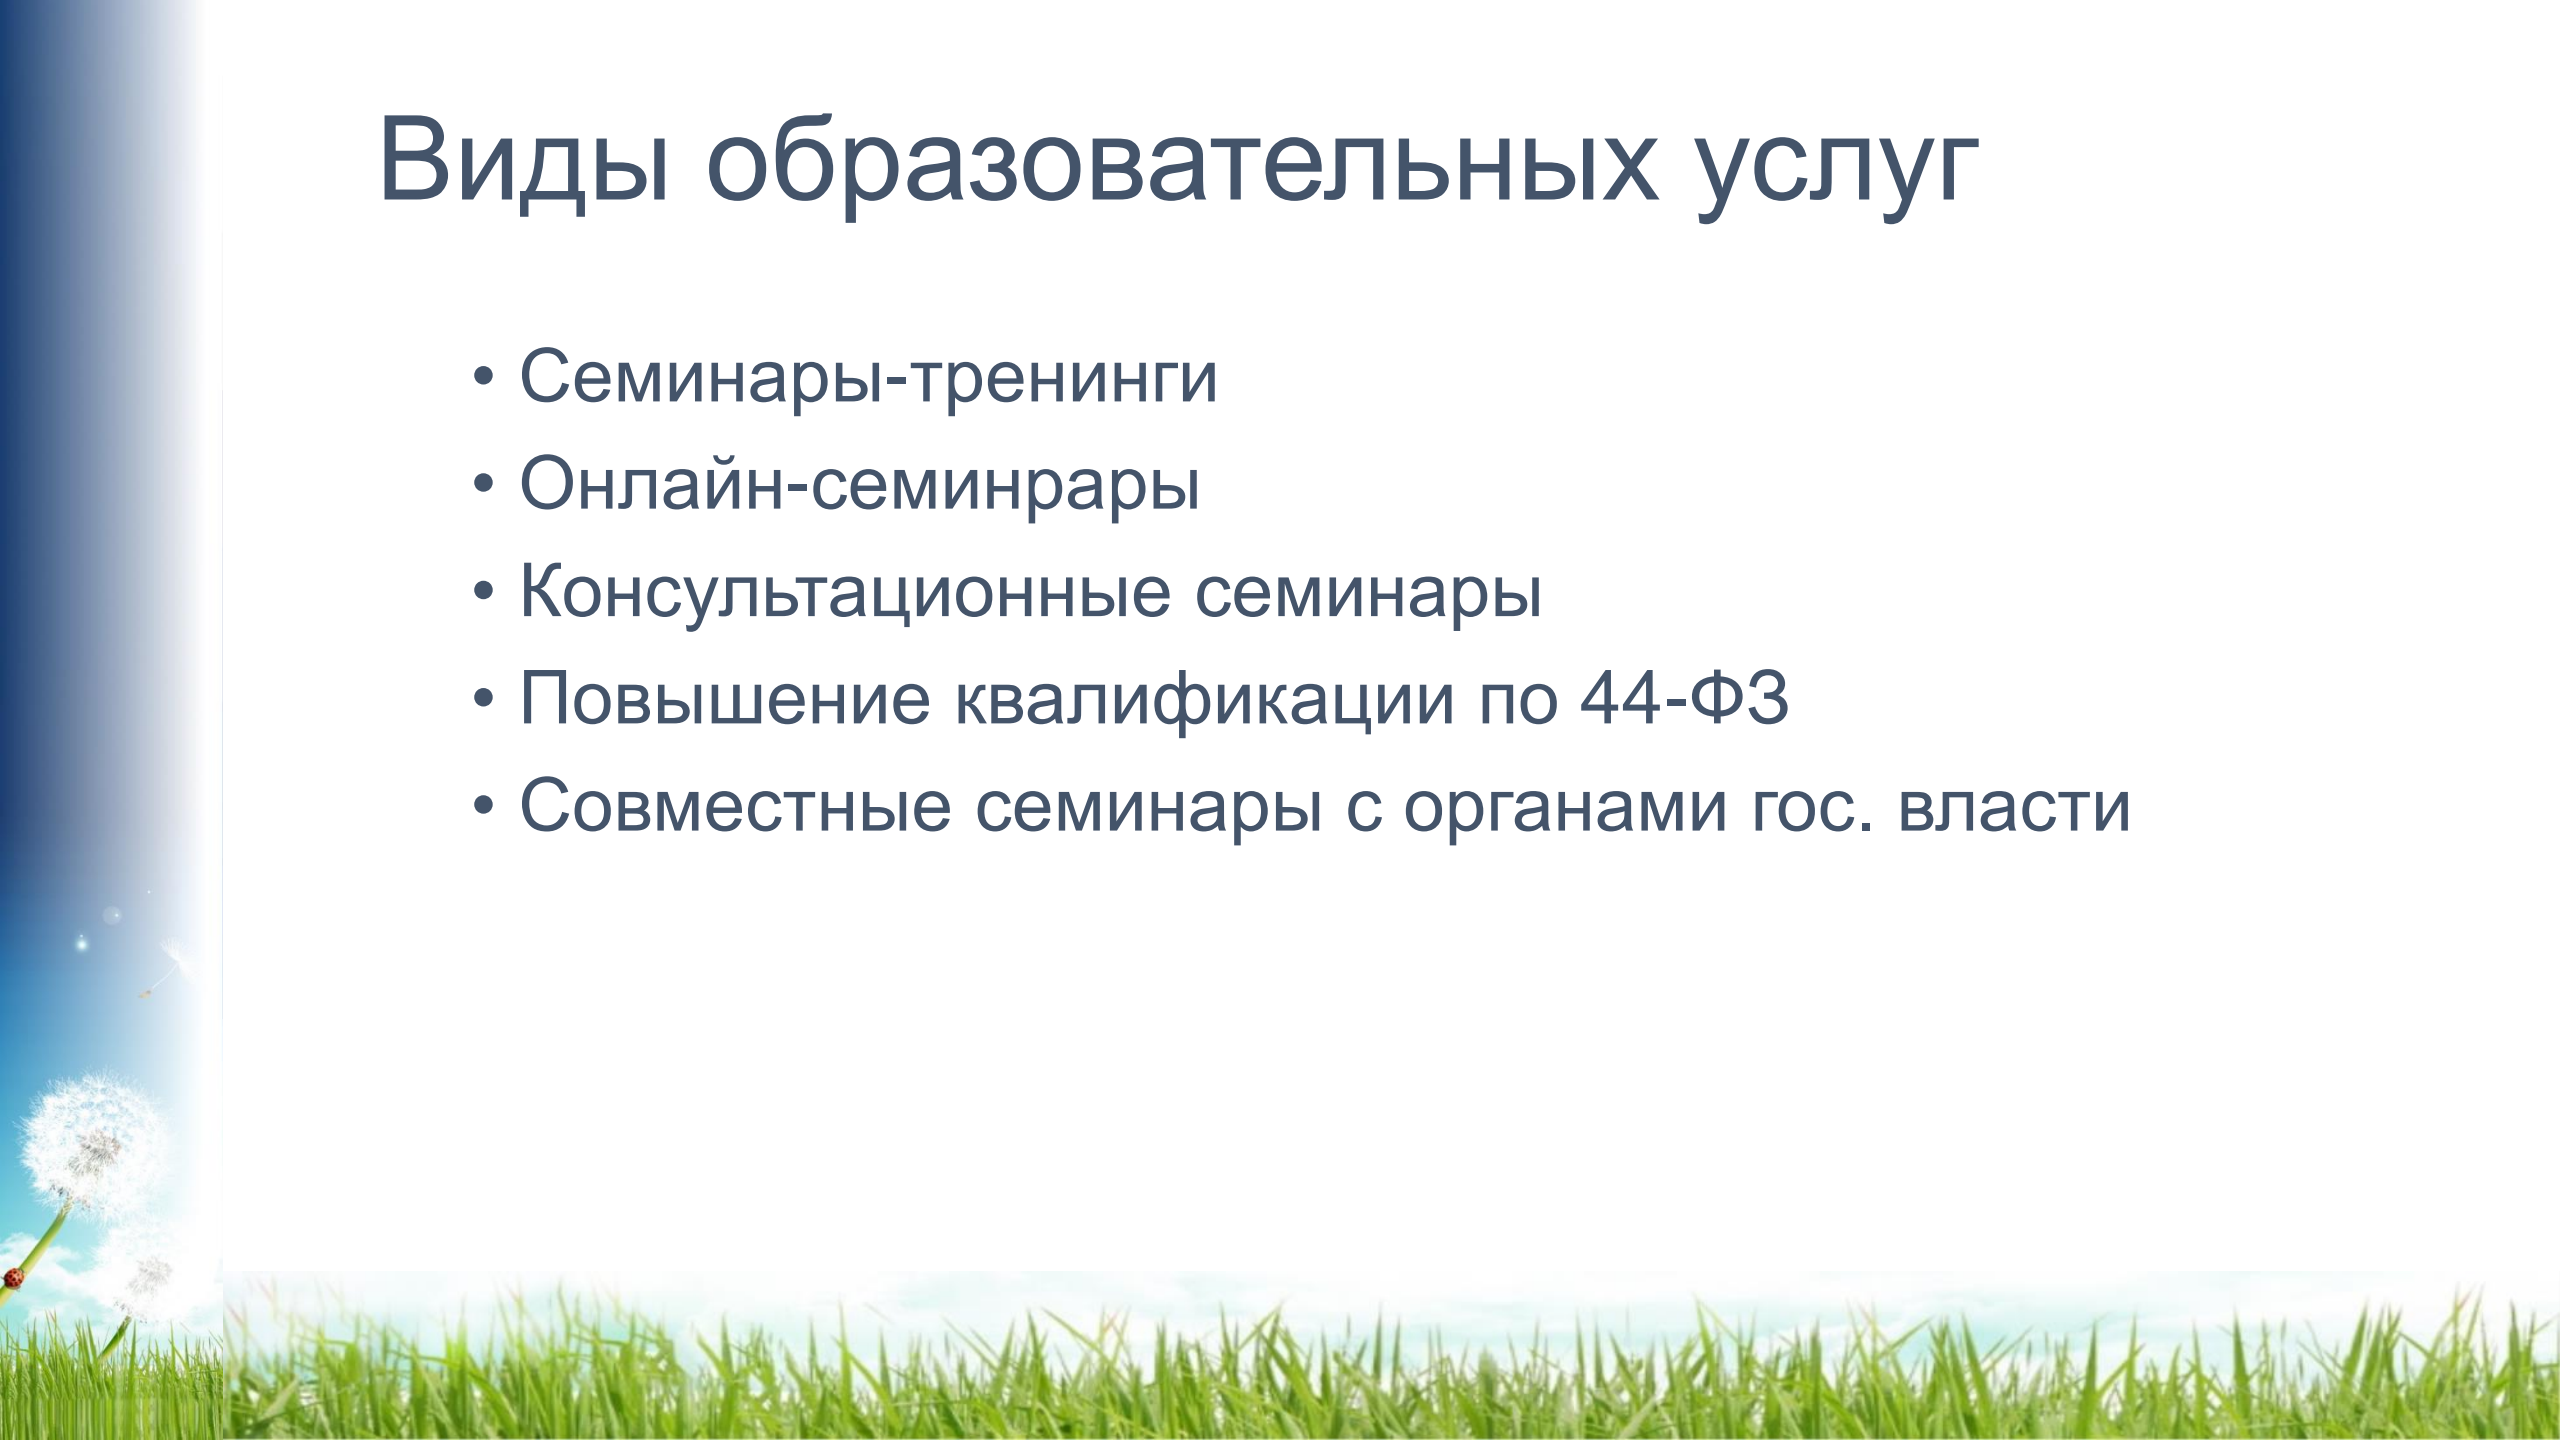 Виды образовательных услуг
• Семинары-тренинги
• Онлайн-семинрары
• Консультационные семинары
• Повышение квалификации по 44-ФЗ
• Совместные семинары с органами гос. власти